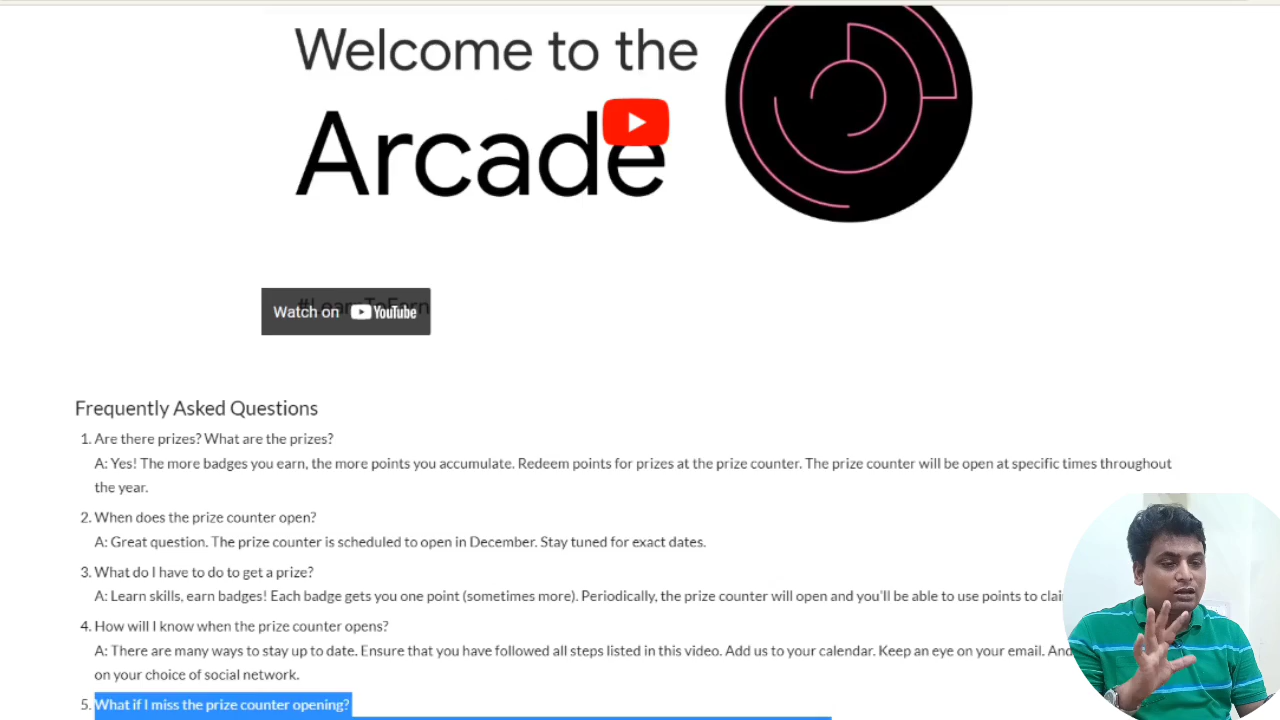 Welcome to the
Arcade
#LearnToEarn
Watch on YouTube
Frequently Asked Questions
1. Are there prizes? What are the prizes?
A: Yes! The more badges you earn, the more points you accumulate. Redeem points for prizes at the prize counter. The prize counter will be open at specific times throughout
the year.
2. When does the prize counter open?
A: Great question. The prize counter is scheduled to open in December. Stay tuned for exact dates.
3. What do I have to do to get a prize?
A: Learn skills, earn badges! Each badge gets you one point (sometimes more). Periodically, the prize counter will open and you'll be able to use points to
4. How will I know when the prize counter opens?
A: There are many ways to stay up to date. Ensure that you have followed all steps listed in this video. Add us to your calendar. Keep an eye on your email. And
on your choice of social network.
5. What if I miss the prize counter opening?